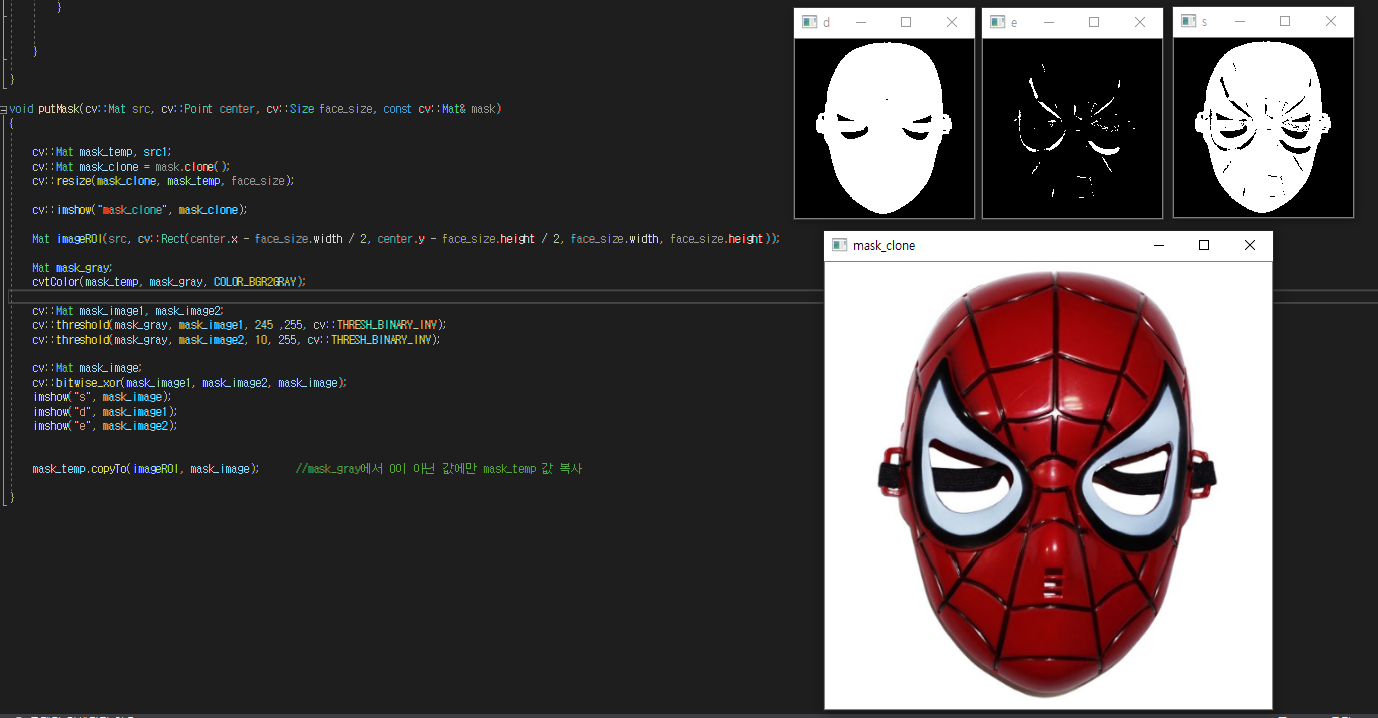 }
}
}
void putMask(cv::Mat src, cv::Point center, cv::Size face_size, const cv::Mat& mask)
{
cv::Mat mask_temp, src1;
cv::Mat mask_clone = mask.clone();
cv::resize(mask_clone, mask_temp, face_size);
cv::imshow("mask_clone", mask_clone);
Mat imageROI(src, cv::Rect(center.x - face_size.width / 2, center.y - face_size.height / 2, face_size.width, face_size.height));
Mat mask_gray;
cvtColor(mask_temp, mask_gray, COLOR_BGR2GRAY);
cv::Mat mask_image1, mask_image2;
cv::threshold(mask_gray, mask_image1, 245 ,255, cv::THRESH_BINARY_INV);
cv::threshold(mask_gray, mask_image2, 10, 255, cv::THRESH_BINARY_INV);
cv::Mat mask_image;
cv::bitwise_xor(mask_image1, mask_image2, mask_image);
imshow("s", mask_image);
imshow("d", mask_image1);
imshow("e", mask_image2);
mask_temp.copyTo(imageROI, mask_image); //mask_gray에서 0이 아닌 값에만 mask_temp 값 복사
}
d
e
s
mask_clone